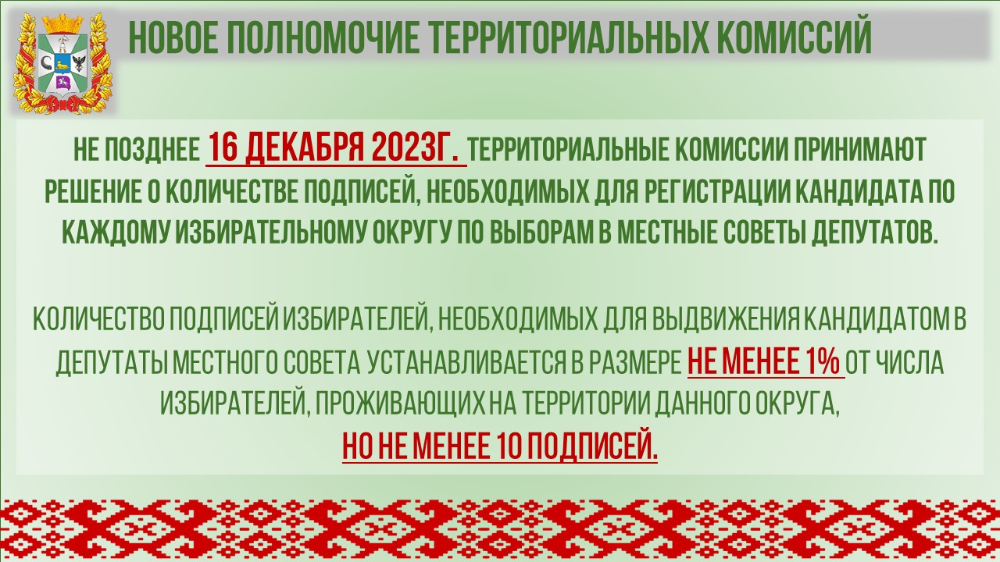 НОВОЕ ПОЛНОМОЧИЕ ТЕРРИТОРИАЛЬНЫХ КОМИССИЙ
НЕ ПОЗДНЕЕ 16 ДЕКАБРЯ 2023Г. ТЕРРИТОРИАЛЬНЫЕ КОМИССИИ ПРИНИМАЮТ
РЕШЕНИЕ О КОЛИЧЕСТВЕ ПОДПИСЕЙ, НЕОБХОДИМЫХ ДЛЯ РЕГИСТРАЦИИ КАНДИДАТА ПО
КАЖДОМУ ИЗБИРАТЕЛЬНОМУ ОКРУГУ ПО ВЫБОРАМ В МЕСТНЫЕ СОВЕТЫ ДЕПУТАТОВ.
КОЛИЧЕСТВО ПОДПИСЕЙ ИЗБИРАТЕЛЕЙ, НЕОБХОДИМЫХ ДЛЯ ВЫДВИЖЕНИЯ КАНДИДАТОМ В
ДЕПУТАТЫ МЕСТНОГО СОВЕТА УСТАНАВЛИВАЕТСЯ В РАЗМЕРЕ НЕ МЕНЕЕ 1% ОТ ЧИСЛА
ИЗБИРАТЕЛЕЙ, ПРОЖИВАЮЩИХ НА ТЕРРИТОРИИ ДАННОГО ОКРУГА,
НО НЕ МЕНЕЕ 10 ПОДПИСЕЙ.